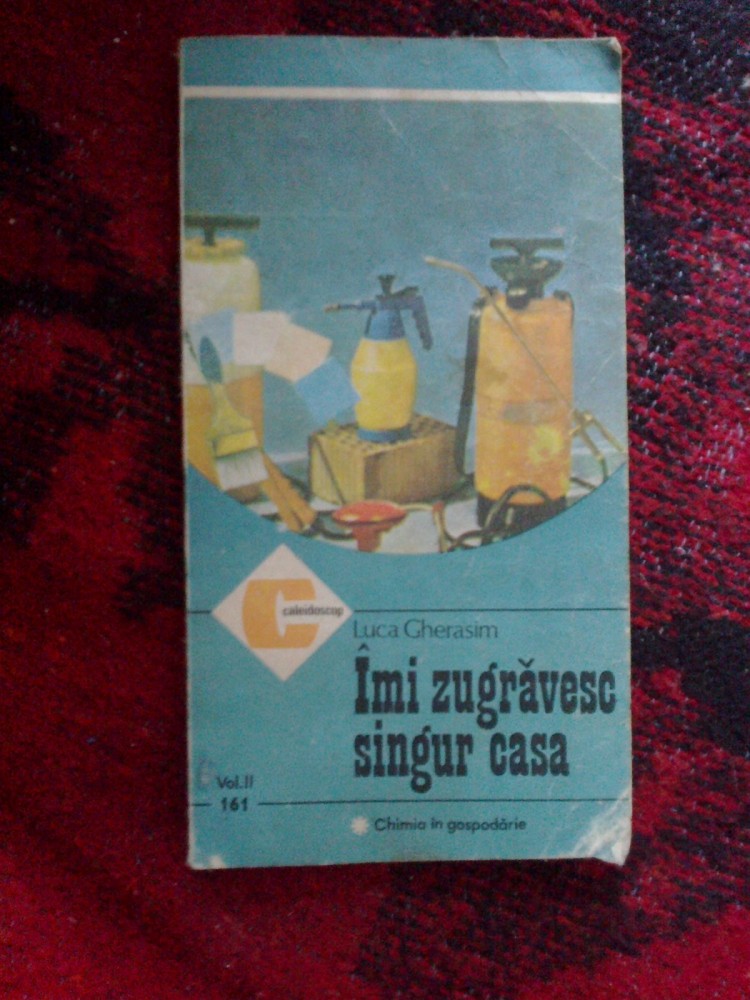 caleidoscop
Luca Gherasim
Îmi zugrăvesc
singur casa
Vol.II
161
Chimia în gospodărie